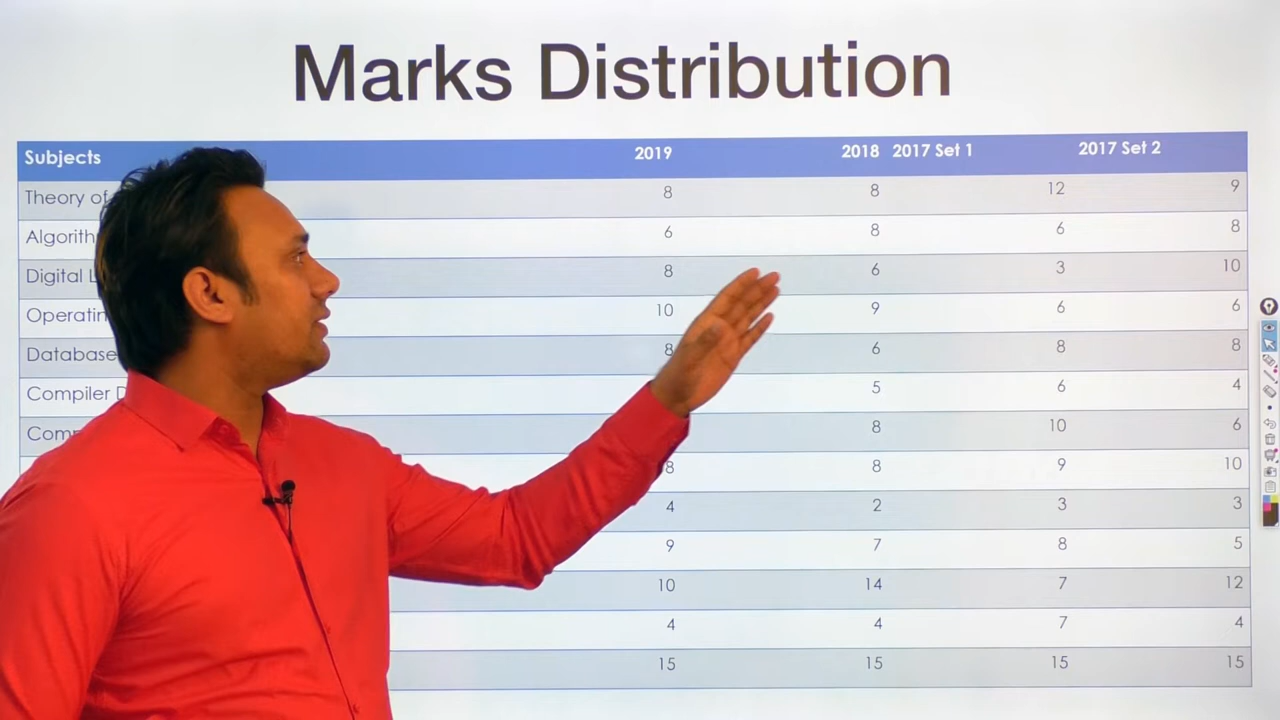 Marks Distribution
Subjects 2019 2018 2017 Set 1 2017 Set 2
Theory of 8 8 12 9
Algorith 6 8 6 8
Digital L 8 6 3 10
Operatin 10 9 6 6
Database 8 6 8 8
Compiler D 5 6 4
Com 8 10 6
8 8 9 10
4 2 3 3
9 7 8 5
10 14 7 12
4 4 7 4
15 15 15 15